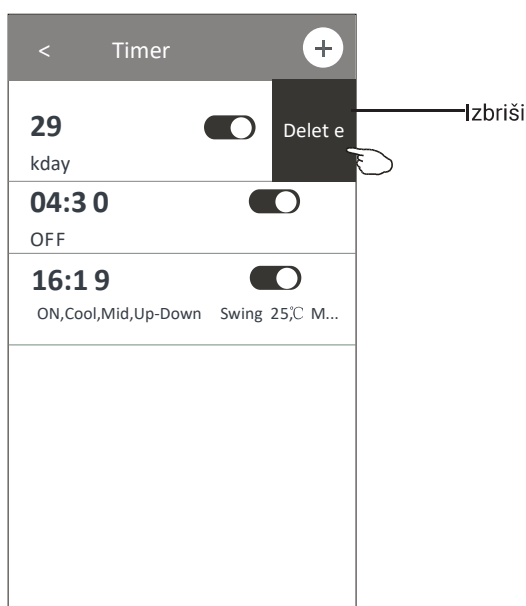 < Timer +
29
Delet e
Izbriši
kday
04:3 0
OFF
16:1 9
ON,Cool,Mid,Up-Down Swing 25,℃ M...